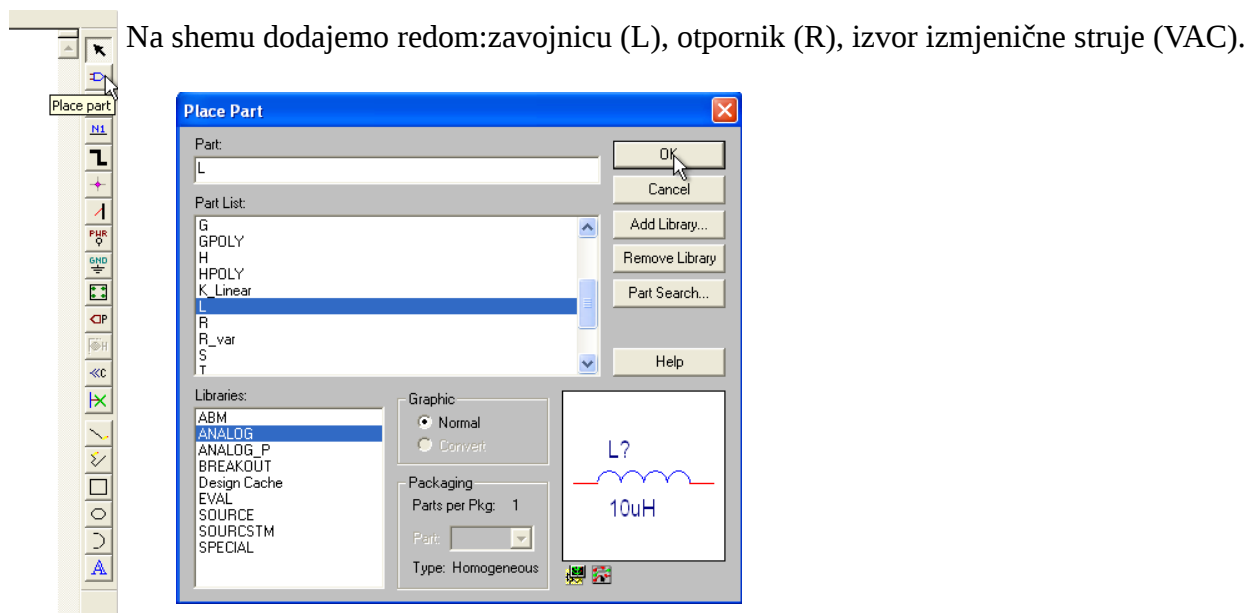 Na shemu dodajemo redom:zavojnicu (L), otpornik (R), izvor izmjenične struje (VAC).
Place part
N1
PWR
GND
P
H
C
A
Place Part
Part:
L
OK
Cancel
Part List:
G
GPOLY
H
HPOLY
K_Linear
L
R
R_var
S
T
Add Library...
Remove Library
Part Search...
Help
Libraries:
ABM
ANALOG
ANALOG_P
BREAKOUT
Design Cache
EVAL
SOURCE
SOURCSTM
SPECIAL
Graphic
Normal
Convert
Packaging
Parts per Pkg: 1
Part:
Type: Homogeneous
L?
10uH